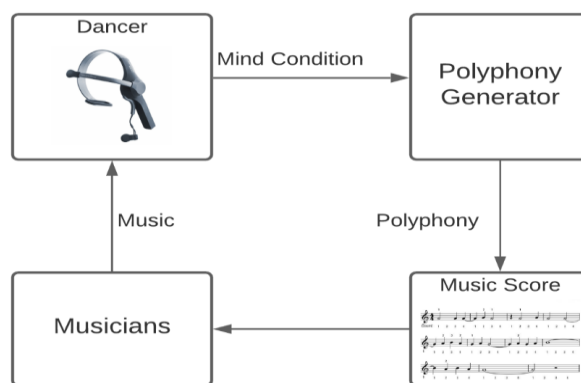 Dancer
Mind Condition
Polyphony
Generator
Music
Polyphony
Musicians
Music Score